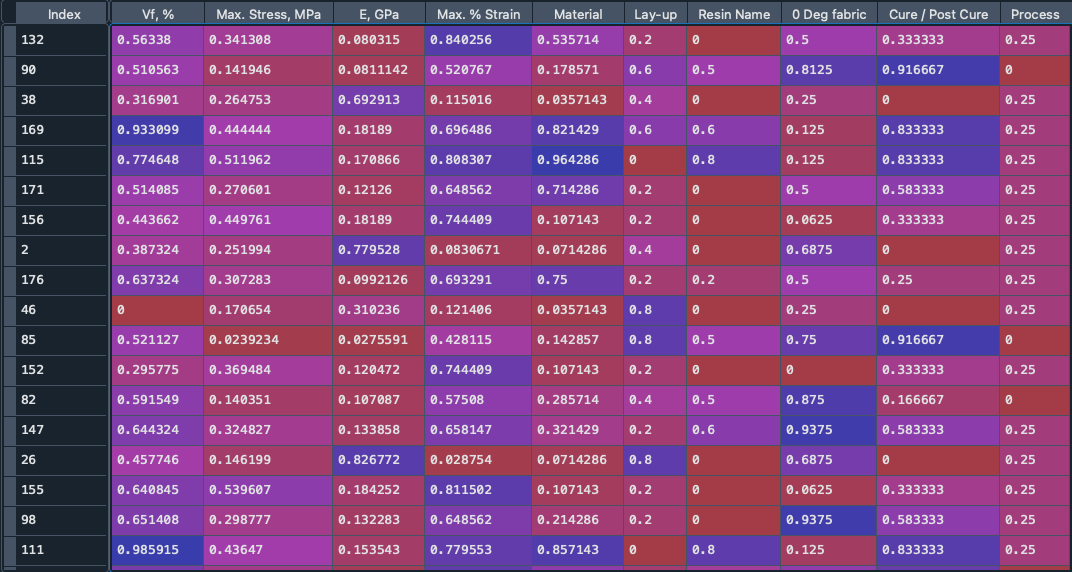 Index Vf, % Max. Stress, MPa E, GPa Max. % Strain Material Lay-up Resin Name 0 Deg fabric Cure / Post Cure Process
132 0.56338 0.341308 0.080315 0.840256 0.535714 0.2 0 0.5 0.333333 0.25
90 0.510563 0.141946 0.0811142 0.520767 0.178571 0.6 0.5 0.8125 0.916667 0
38 0.316901 0.264753 0.692913 0.115016 0.0357143 0.4 0 0.25 0 0.25
169 0.933099 0.444444 0.18189 0.696486 0.821429 0.6 0.6 0.125 0.833333 0.25
115 0.774648 0.511962 0.170866 0.808307 0.964286 0 0.8 0.125 0.833333 0.25
171 0.514085 0.270601 0.12126 0.648562 0.714286 0.2 0 0.5 0.583333 0.25
156 0.443662 0.449761 0.18189 0.744409 0.107143 0.2 0 0.0625 0.333333 0.25
2 0.387324 0.251994 0.779528 0.0830671 0.0714286 0.4 0 0.6875 0 0.25
176 0.637324 0.307283 0.0992126 0.693291 0.75 0.2 0.2 0.5 0.25 0.25
46 0 0.170654 0.310236 0.121406 0.0357143 0.8 0 0.25 0 0.25
85 0.521127 0.0239234 0.0275591 0.428115 0.142857 0.8 0.5 0.75 0.916667 0
152 0.295775 0.369484 0.120472 0.744409 0.107143 0.2 0 0 0.333333 0.25
82 0.591549 0.140351 0.107087 0.57508 0.285714 0.4 0.5 0.875 0.166667 0
147 0.644324 0.324827 0.133858 0.658147 0.321429 0.2 0.6 0.9375 0.583333 0.25
26 0.457746 0.146199 0.826772 0.028754 0.0714286 0.8 0 0.6875 0 0.25
155 0.640845 0.539607 0.184252 0.811502 0.107143 0.2 0 0.0625 0.333333 0.25
98 0.651408 0.298777 0.132283 0.648562 0.214286 0.2 0 0.9375 0.583333 0.25
111 0.985915 0.43647 0.153543 0.779553 0.857143 0 0.8 0.125 0.833333 0.25